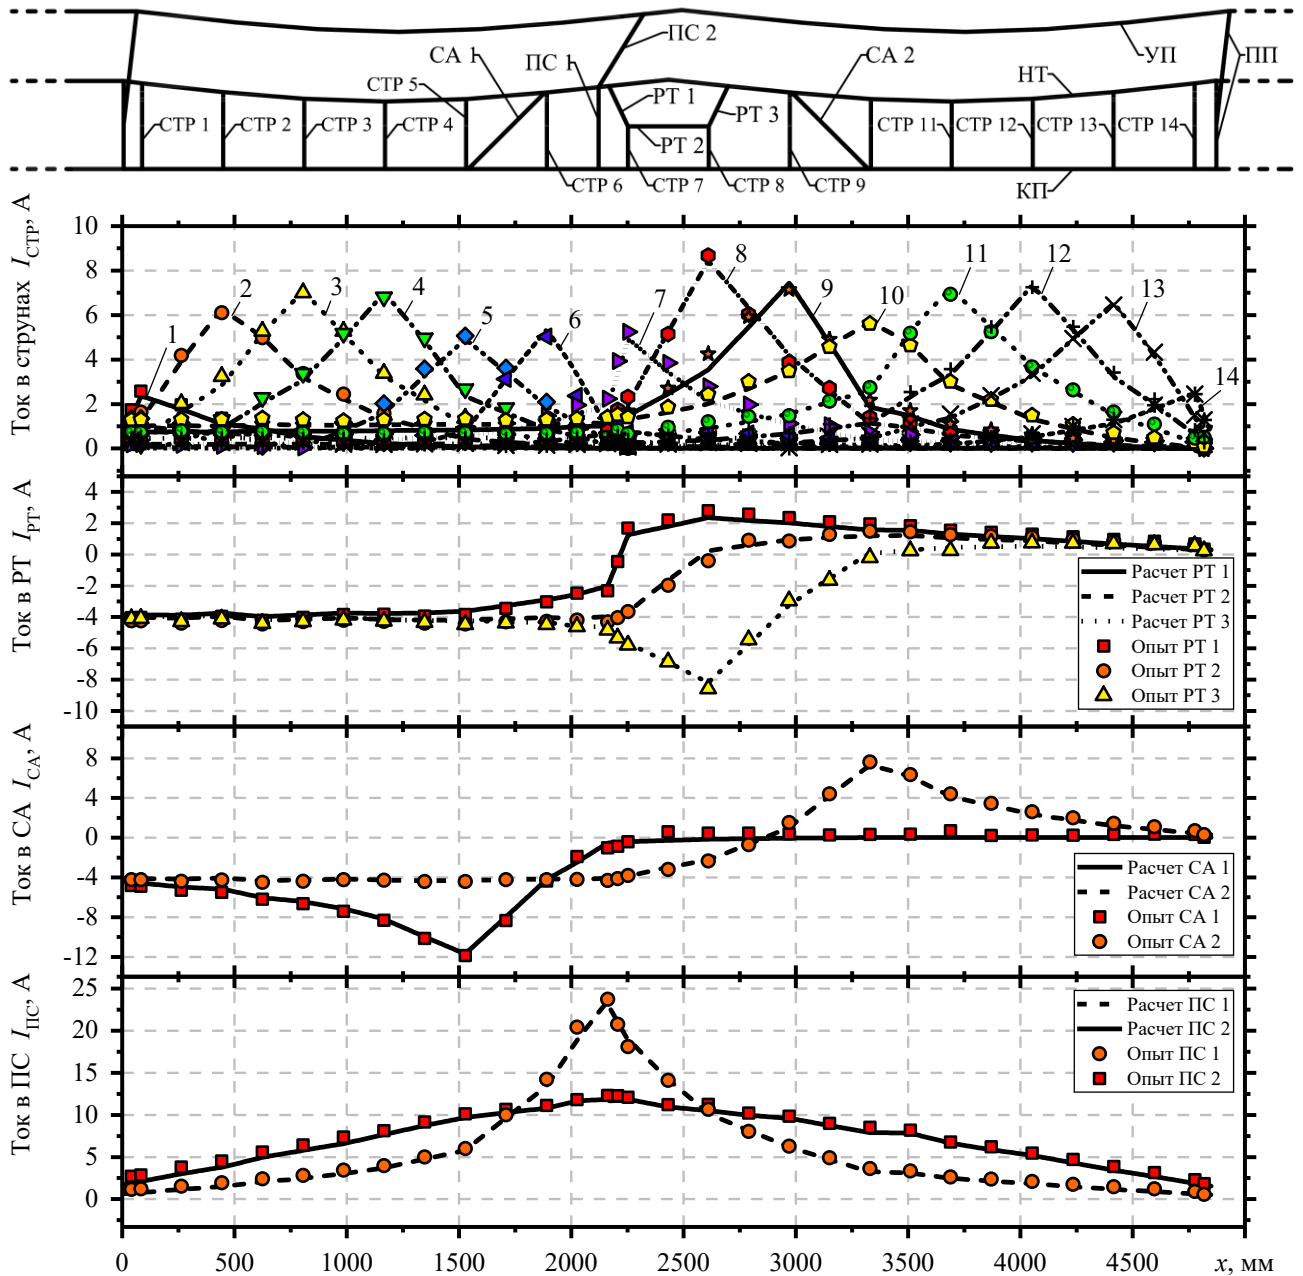 ПС 2
СА 1
ПС 1
СА 2
УП
ПП
СТР 5
НТ
РТ 1
РТ 3
СТР 1
СТР 2
СТР 3
СТР 4
РТ 2
СТР 11
СТР 12
СТР 13
СТР 14
СТР 6
СТР 7
СТР 8
СТР 9
КП
Ток в струнах I_СТР, А
10
8
6
4
2
0
1
2
3
4
5
6
7
8
9
10
11
12
13
14
Ток в РТ I_РТ, А
4
2
0
-2
-4
-6
-8
-10
Расчет РТ 1
Расчет РТ 2
Расчет РТ 3
Опыт РТ 1
Опыт РТ 2
Опыт РТ 3
Ток в СА I_СА, А
8
4
0
-4
-8
-12
Расчет СА 1
Расчет СА 2
Опыт СА 1
Опыт СА 2
Ток в ПС I_ПС, А
25
20
15
10
5
0
Расчет ПС 1
Расчет ПС 2
Опыт ПС 1
Опыт ПС 2
0 500 1000 1500 2000 2500 3000 3500 4000 4500 x, мм